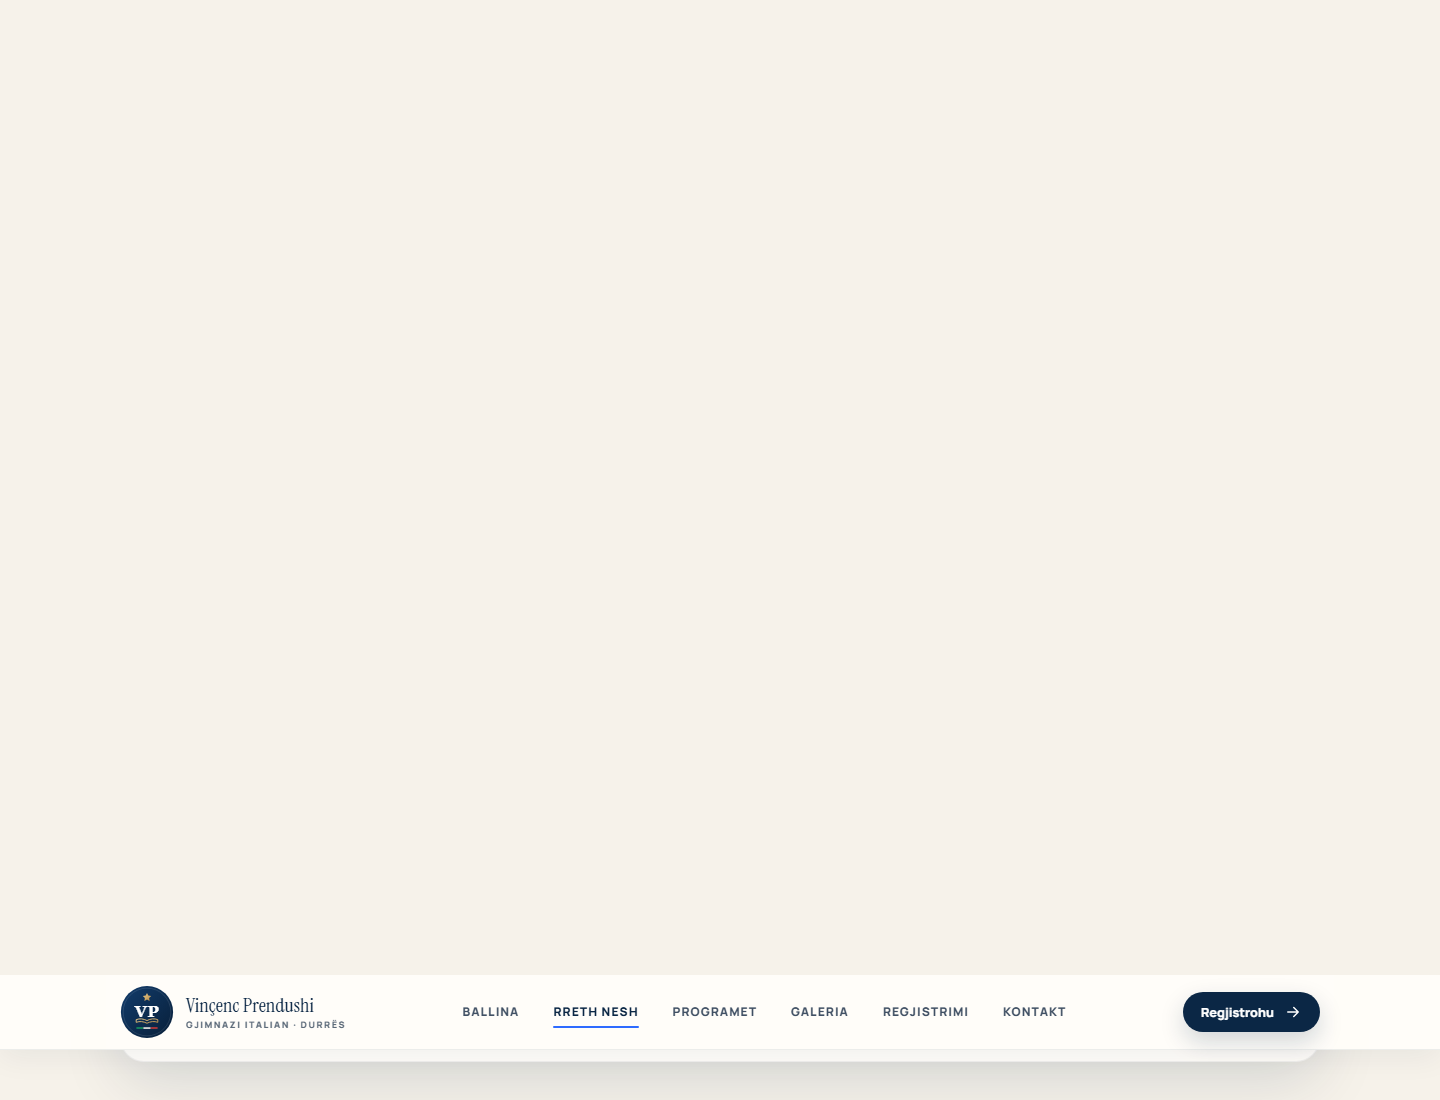 VP
Vinçenc Prendushi
GJIMNAZI ITALIAN · DURRËS
BALLINA
RRETH NESH
PROGRAMET
GALERIA
REGJISTRIMI
KONTAKT
Regjistrohu